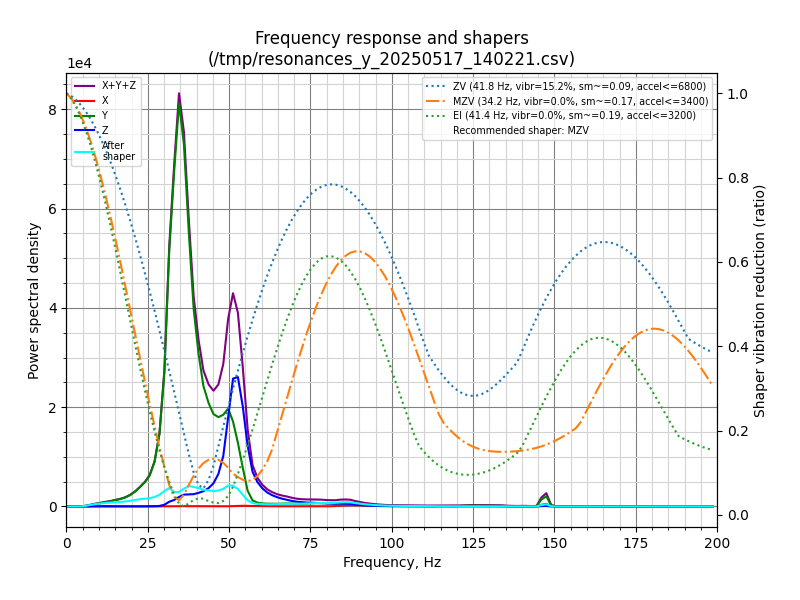 Frequency response and shapers
(/tmp/resonances_y_20250517_140221.csv)
1e4
X+Y+Z
X
Y
Z
After
shaper
ZV (41.8 Hz, vibr=15.2%, sm~=0.09, accel<=6800)
MZV (34.2 Hz, vibr=0.0%, sm~=0.17, accel<=3400)
EI (41.4 Hz, vibr=0.0%, sm~=0.19, accel<=3200)
Recommended shaper: MZV
Power spectral density
8
6
4
2
0
1.0
0.8
0.6
0.4
0.2
0.0
Shaper vibration reduction (ratio)
0 25 50 75 100 125 150 175 200
Frequency, Hz